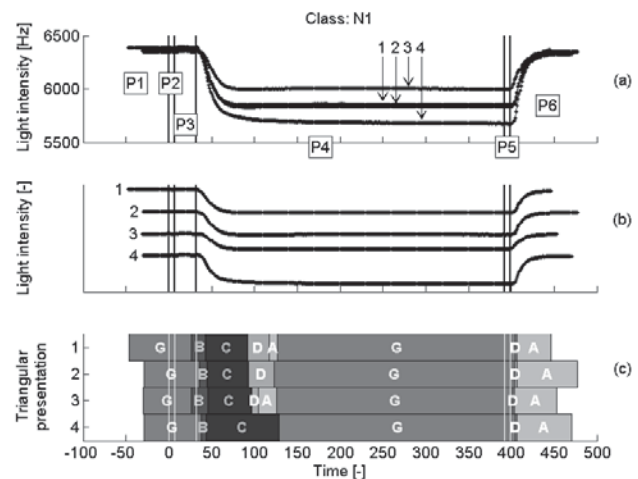 Class: N1
Light intensity [Hz]
6500
6000
5500
P1
P2
P3
P4
P5
P6
1 2 3 4
(a)
Light intensity [-]
1
2
3
4
(b)
Triangular
presentation
1 G B C D A G D A
2 G B C D G D A
3 G B C D A G D A
4 G B C G D A
(c)
-100 -50 0 50 100 150 200 250 300 350 400 450 500
Time [-]